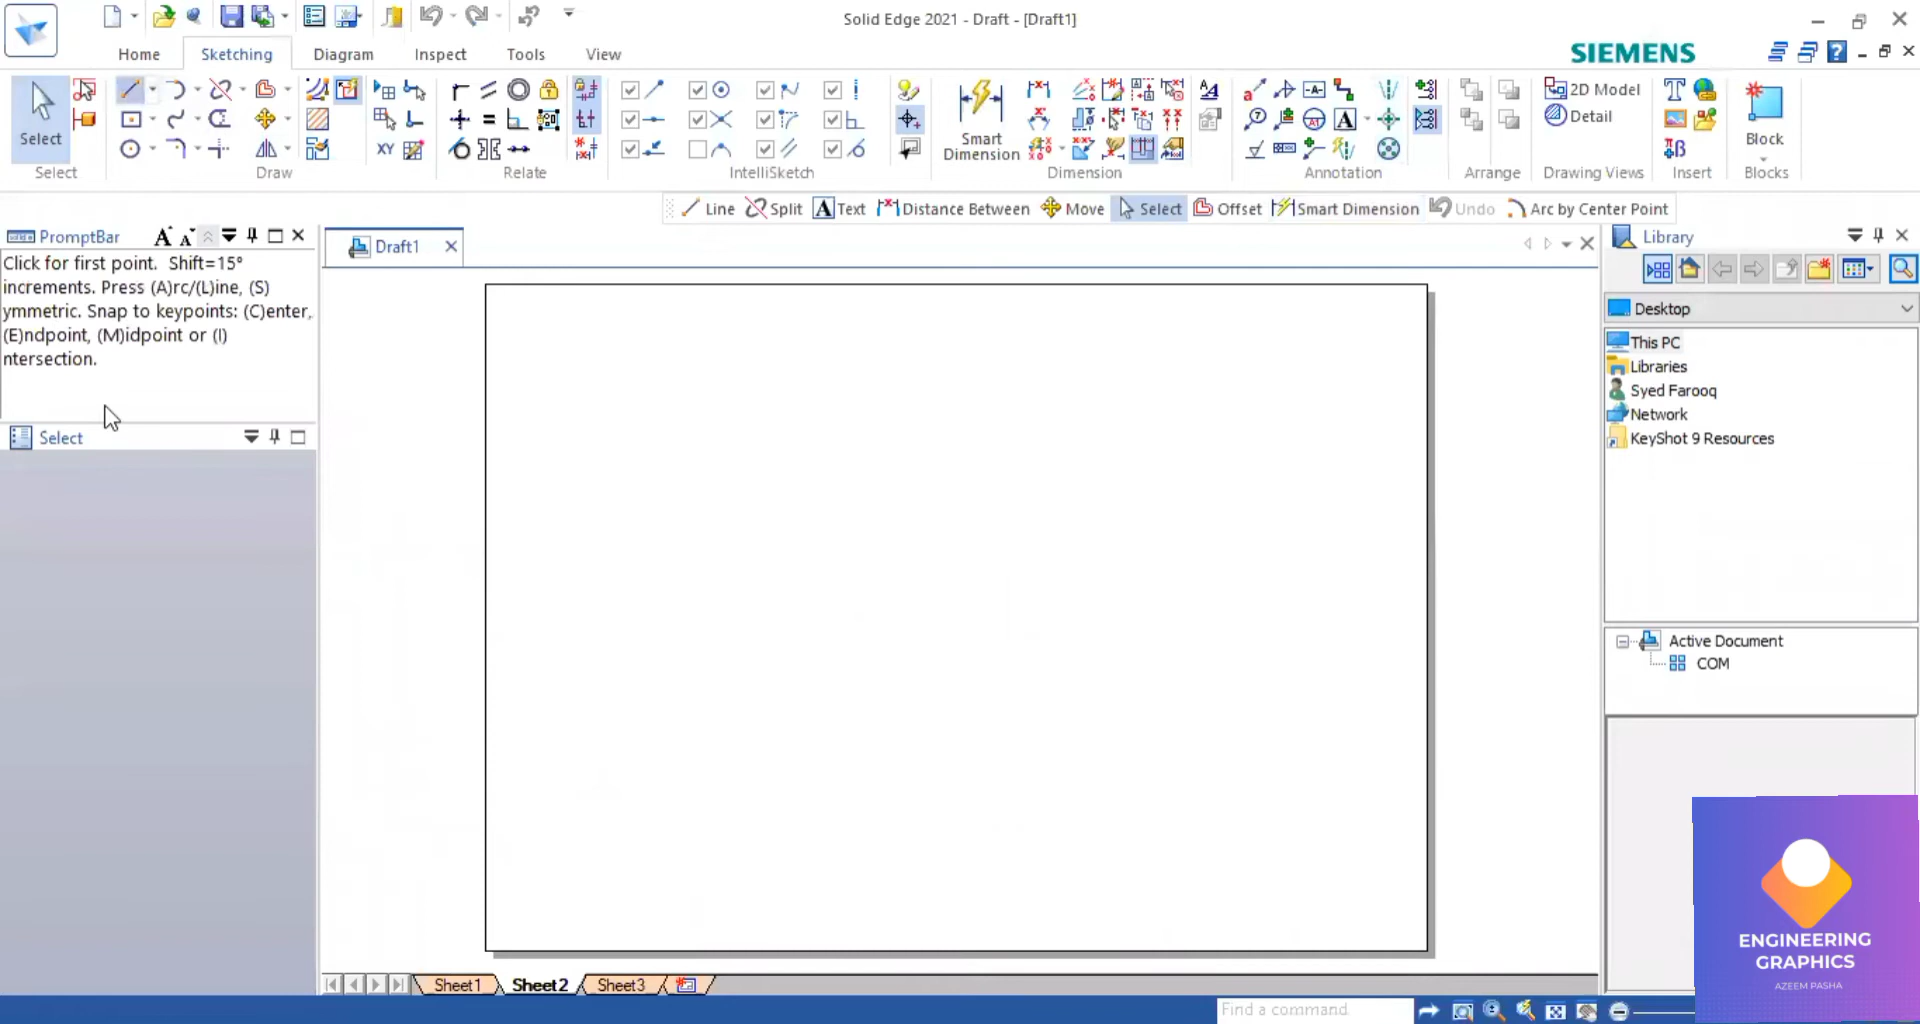 Solid Edge 2021 - Draft - [Draft1]
Home Sketching Diagram Inspect Tools View
SIEMENS
Select
XY
Smart
Dimension
2D Model
Detail
Block
Select Draw Relate IntelliSketch Dimension Annotation Arrange Drawing Views Insert Blocks
Line Split Text Distance Between Move Select Offset Smart Dimension Undo Arc by Center Point
PromptBar
Draft1
Library
Click for first point. Shift=15°
increments. Press (A)rc/(L)ine, (S)
ymmetric. Snap to keypoints: (C)enter,
(E)ndpoint, (M)idpoint or (I)
ntersection.
Select
Desktop
This PC
Libraries
Syed Farooq
Network
KeyShot 9 Resources
Active Document
COM
ENGINEERING
GRAPHICS
AZEEM PASHA
Sheet1 Sheet2 Sheet3
Find a command